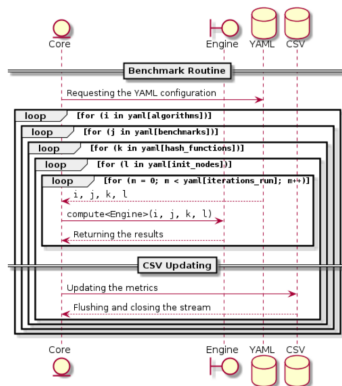 Core Engine YAML CSV
Benchmark Routine
Requesting the YAML configuration
loop [for (i in yaml[algorithms])]
loop [for (j in yaml[benchmarks])]
loop [for (k in yaml[hash_functions])]
loop [for (l in yaml[init_nodes])]
loop [for (m = 0; m < yaml[iterations_run]; m++)]
i, j, k, l
compute<Engine>(i, j, k, l)
Returning the results
CSV Updating
Updating the metrics
Flushing and closing the stream
Core Engine YAML CSV